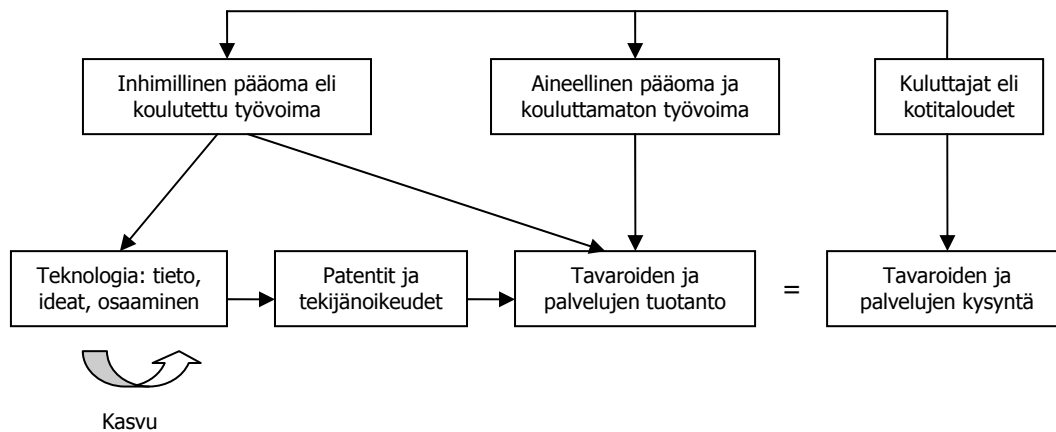 Inhimillinen pääoma eli
koulutettu työvoima
Aineellinen pääoma ja
kouluttamaton työvoima
Kuluttajat eli
kotitaloudet
Teknologia: tieto,
ideat, osaaminen
Patentit ja
tekijänoikeudet
Tavaroiden ja
palvelujen tuotanto
=
Tavaroiden ja
palvelujen kysyntä
Kasvu